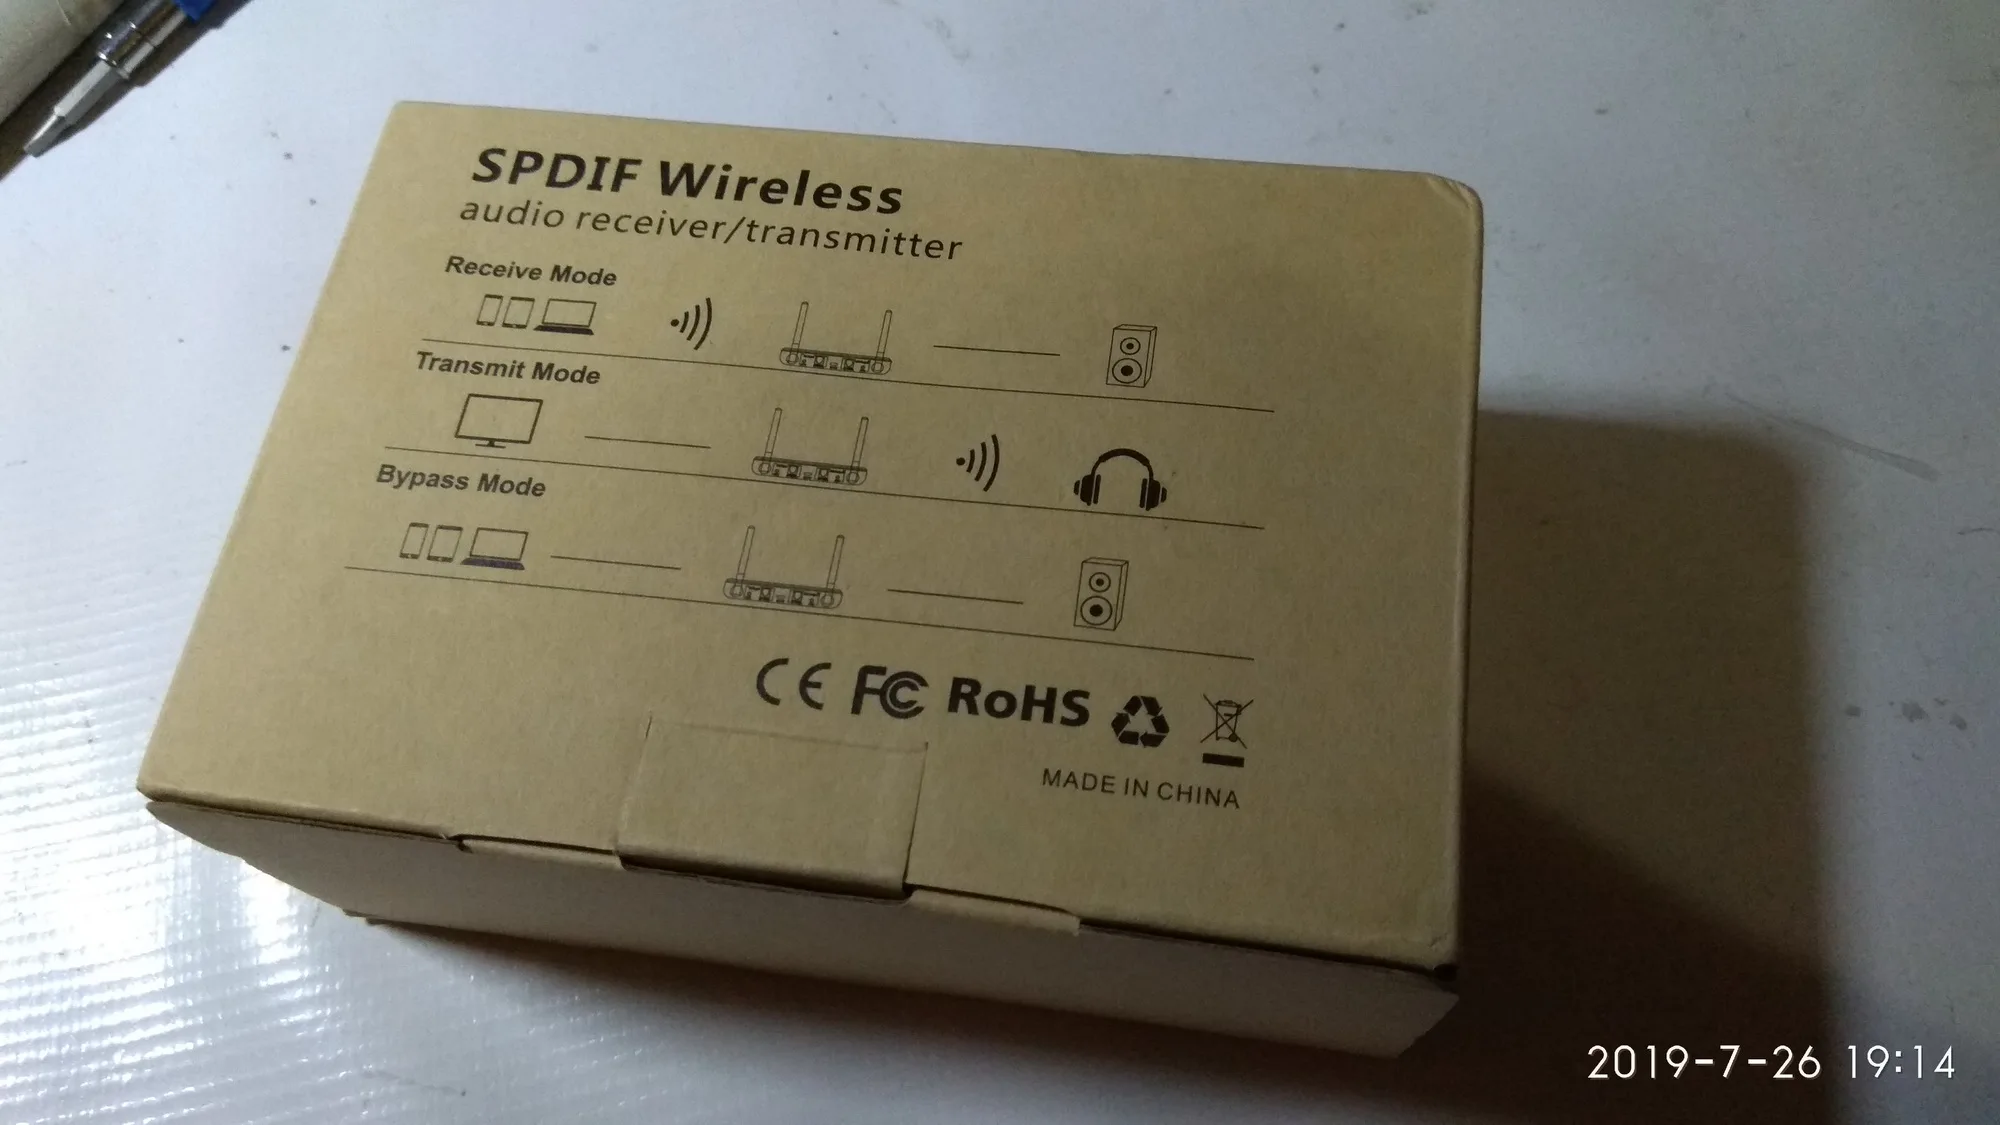 SPDIF Wireless
audio receiver/transmitter
Receive Mode
Transmit Mode
Bypass Mode
CE FC RoHS
MADE IN CHINA
2019-7-26 19:14